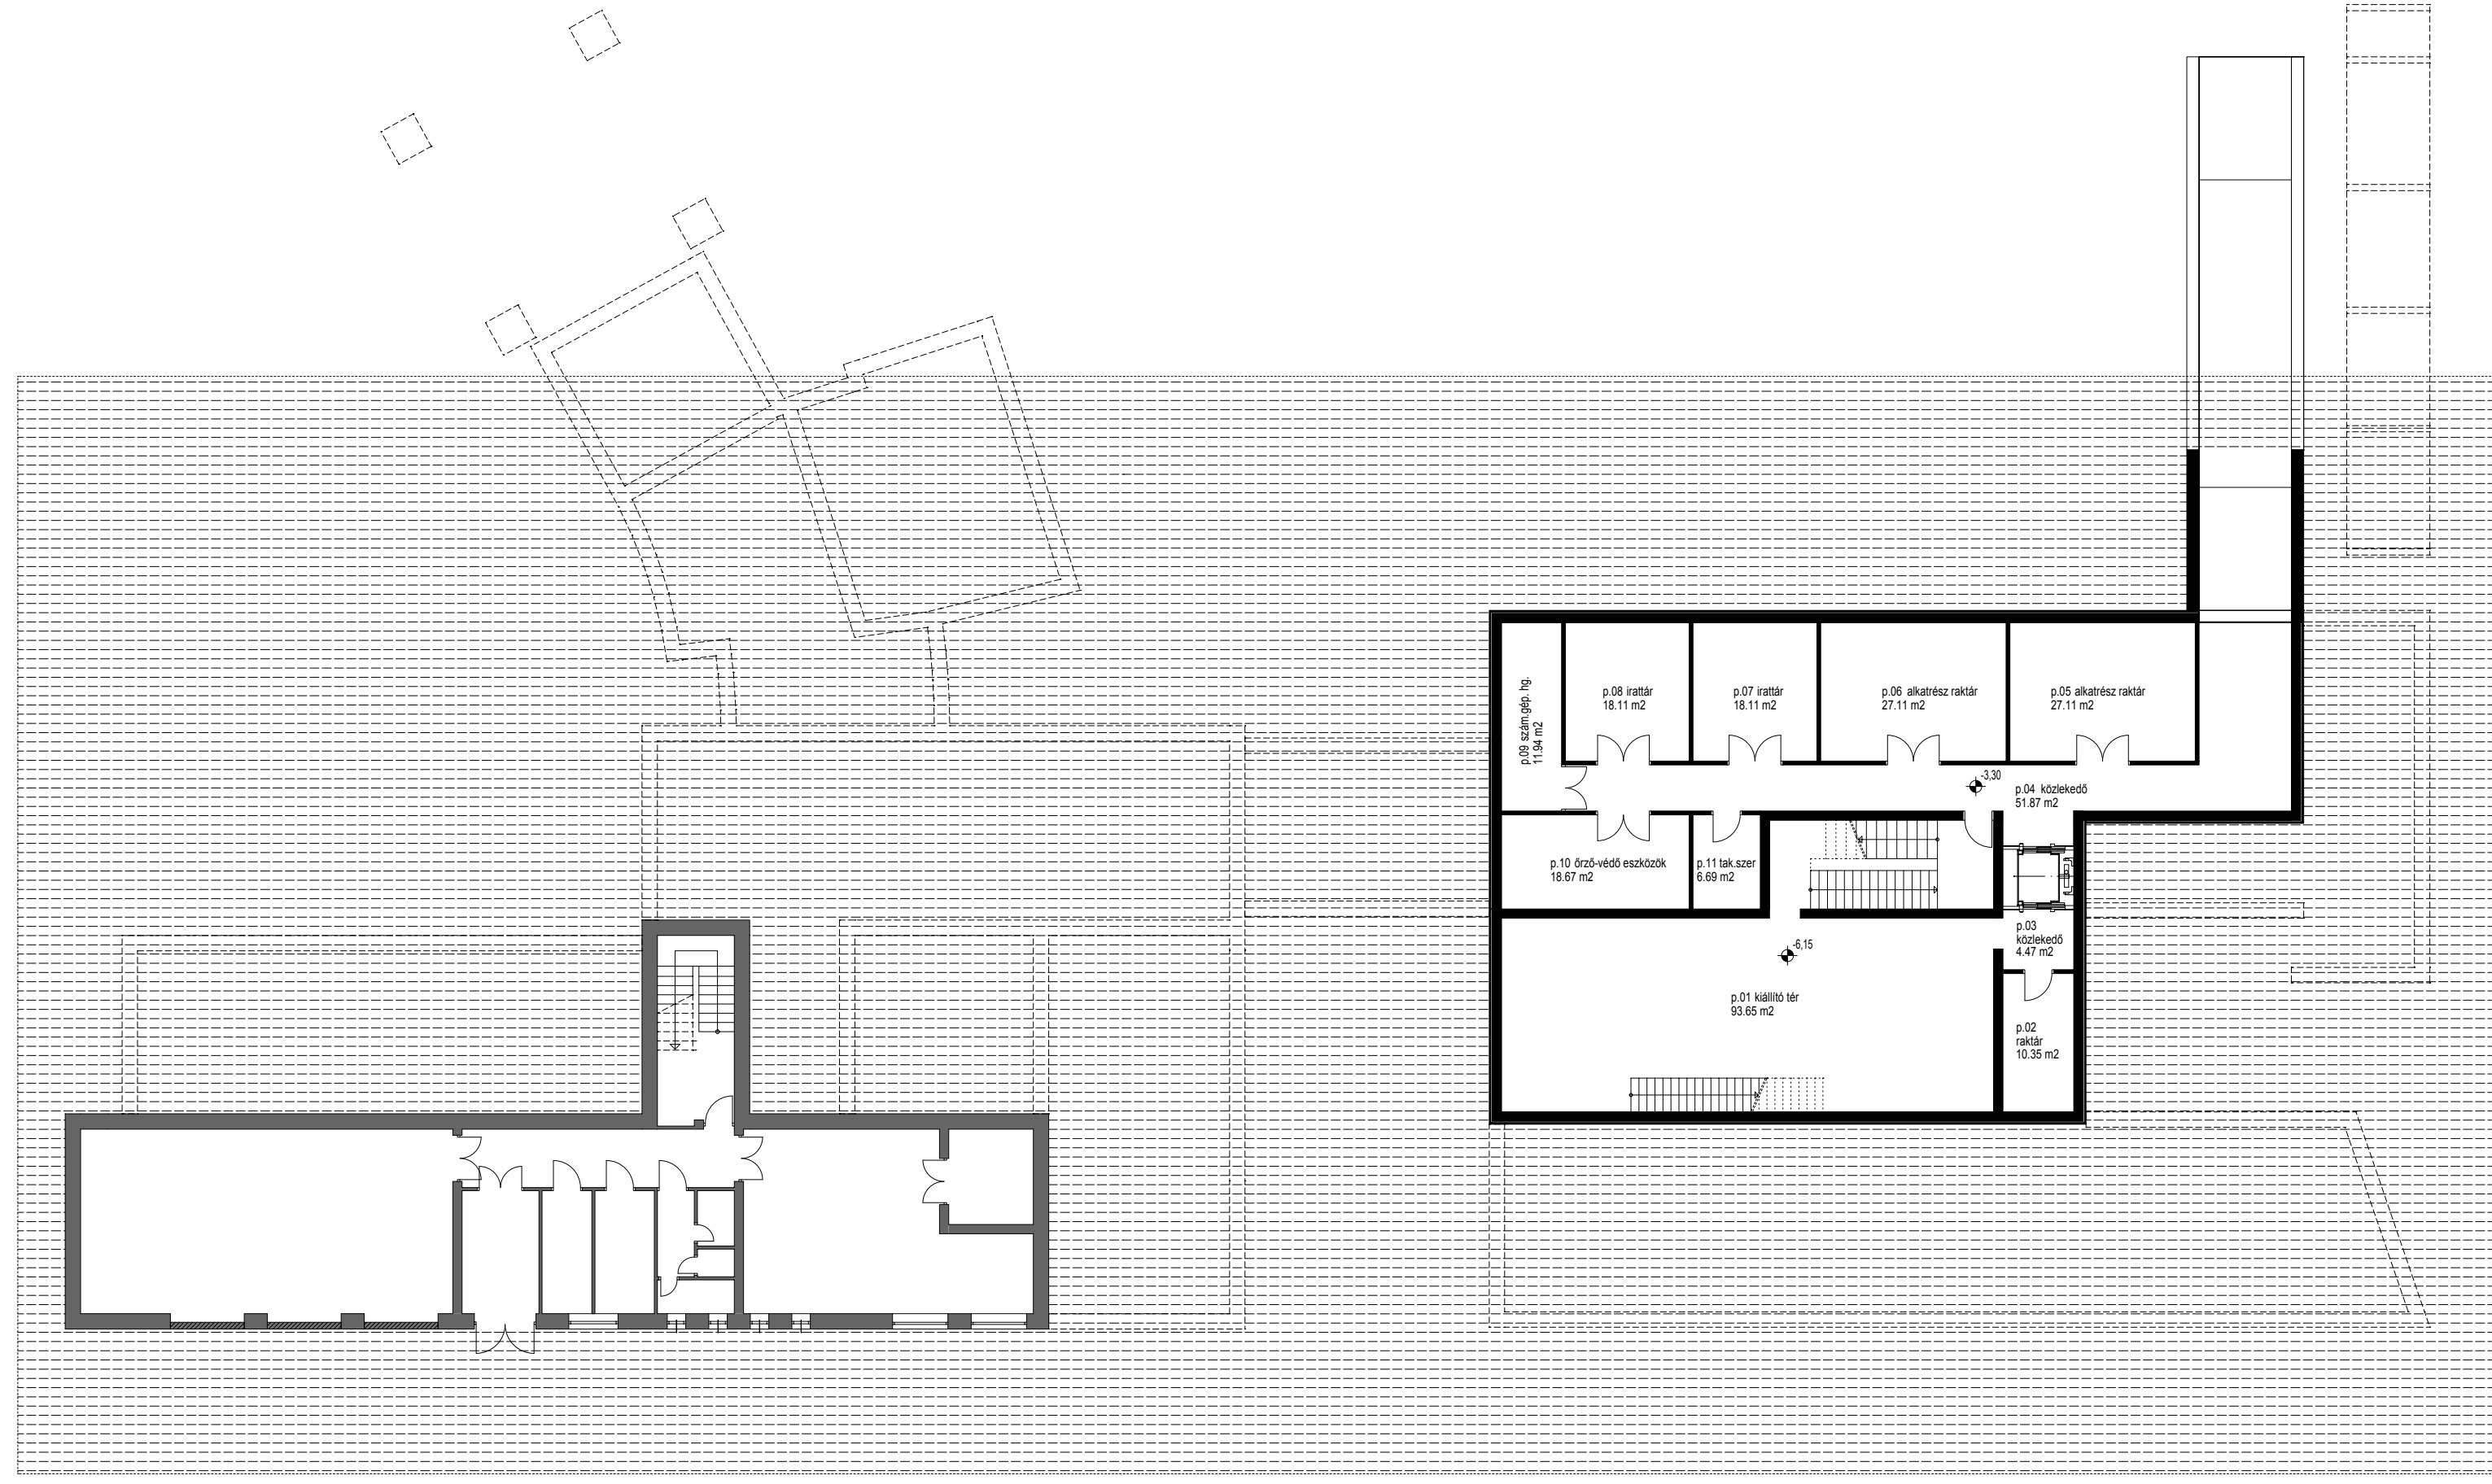 p.09 szám.gép. hg.
11.94 m2
p.08 irattár
18.11 m2
p.07 irattár
18.11 m2
p.06 alkatrész raktár
27.11 m2
p.05 alkatrész raktár
27.11 m2
-3,30
p.04 közlekedő
51.87 m2
p.10 őrző-védő eszközök
18.67 m2
p.11 tak.szer
6.69 m2
p.03
közlekedő
4.47 m2
-6,15
p.01 kiállító tér
93.65 m2
p.02
raktár
10.35 m2